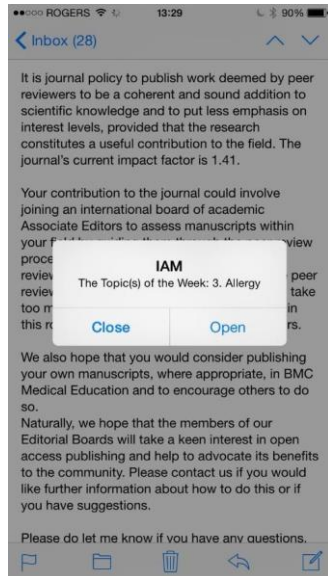 ROGERS 13:29 90%
Inbox (28)
It is journal policy to publish work deemed by peer
reviewers to be a coherent and sound addition to
scientific knowledge and to put less emphasis on
interest levels, provided that the research
constitutes a useful contribution to the field. The
journal's current impact factor is 1.41.
Your contribution to the journal could involve
joining an international board of academic
Associate Editors to assess manuscripts within
your
proce
review peer
review take
too m in
this ro rs.
IAM
The Topic(s) of the Week: 3. Allergy
Close Open
We also hope that you would consider publishing
your own manuscripts, where appropriate, in BMC
Medical Education and to encourage others to do
so.
Naturally, we hope that the members of our
Editorial Boards will take a keen interest in open
access publishing and help to advocate its benefits
to the community. Please contact us if you would
like further information about how to do this or if
you have suggestions.
Please do let me know if you have any questions.